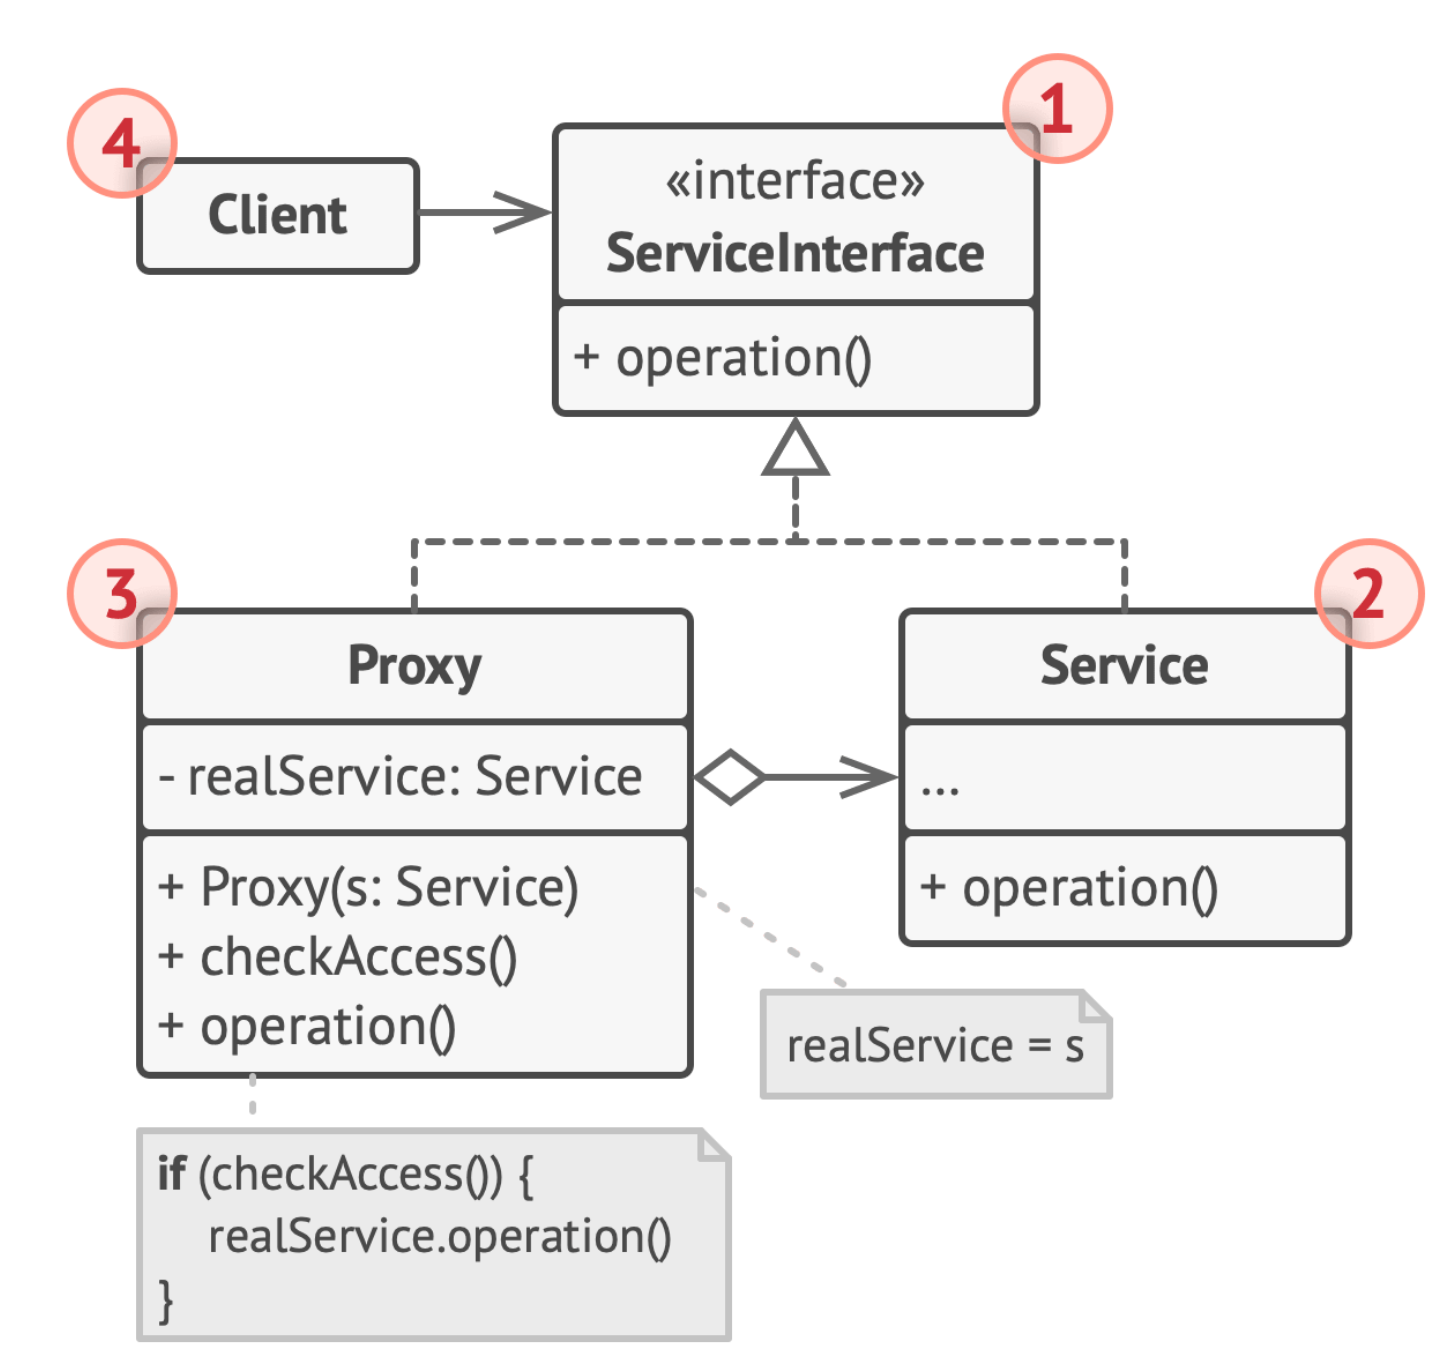 4
Client
1
«interface»
ServiceInterface
+ operation()
3
Proxy
- realService: Service
+ Proxy(s: Service)
+ checkAccess()
+ operation()
2
Service
...
+ operation()
realService = s
if (checkAccess()) {
realService.operation()
}